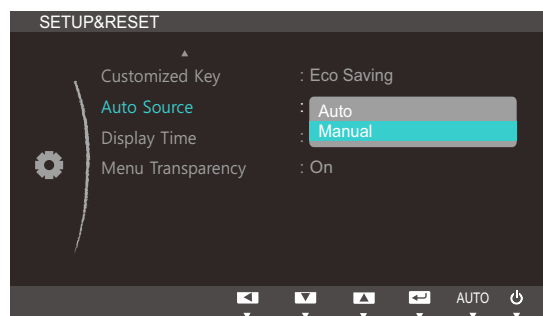 SETUP&RESET
Customized Key : Eco Saving
Auto Source : Auto
Manual
Display Time :
Menu Transparency : On
AUTO